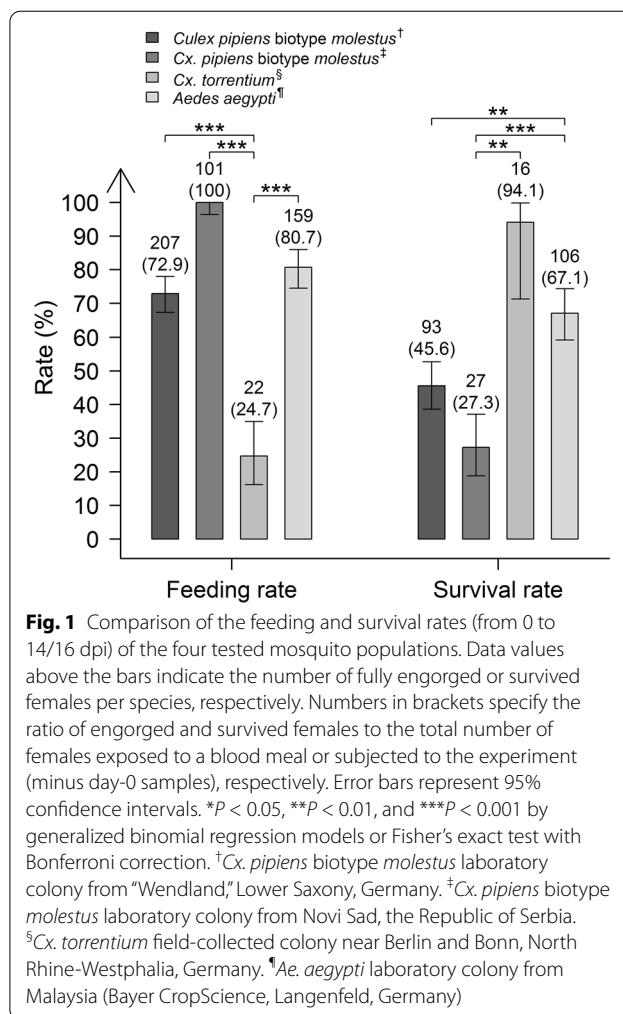 Culex pipiens biotype molestus†
Cx. pipiens biotype molestus‡
Cx. torrentium§
Aedes aegypti¶
** 
*** ***
*** **
101 16
(100) (94.1)
*** 
207 159 106
(72.9) (80.7) (67.1)
93
(45.6)
22 27
(24.7) (27.3)
Rate (%)
100
90
80
70
60
50
40
30
20
10
0
Feeding rate Survival rate
Fig. 1 Comparison of the feeding and survival rates (from 0 to
14/16 dpi) of the four tested mosquito populations. Data values
above the bars indicate the number of fully engorged or survived
females per species, respectively. Numbers in brackets specify the
ratio of engorged and survived females to the total number of
females exposed to a blood meal or subjected to the experiment
(minus day-0 samples), respectively. Error bars represent 95%
confidence intervals. *P < 0.05, **P < 0.01, and ***P < 0.001 by
generalized binomial regression models or Fisher’s exact test with
Bonferroni correction. †Cx. pipiens biotype molestus laboratory
colony from “Wendland,” Lower Saxony, Germany. ‡Cx. pipiens biotype
molestus laboratory colony from Novi Sad, the Republic of Serbia.
§Cx. torrentium field-collected colony near Berlin and Bonn, North
Rhine-Westphalia, Germany. ¶Ae. aegypti laboratory colony from
Malaysia (Bayer CropScience, Langenfeld, Germany)